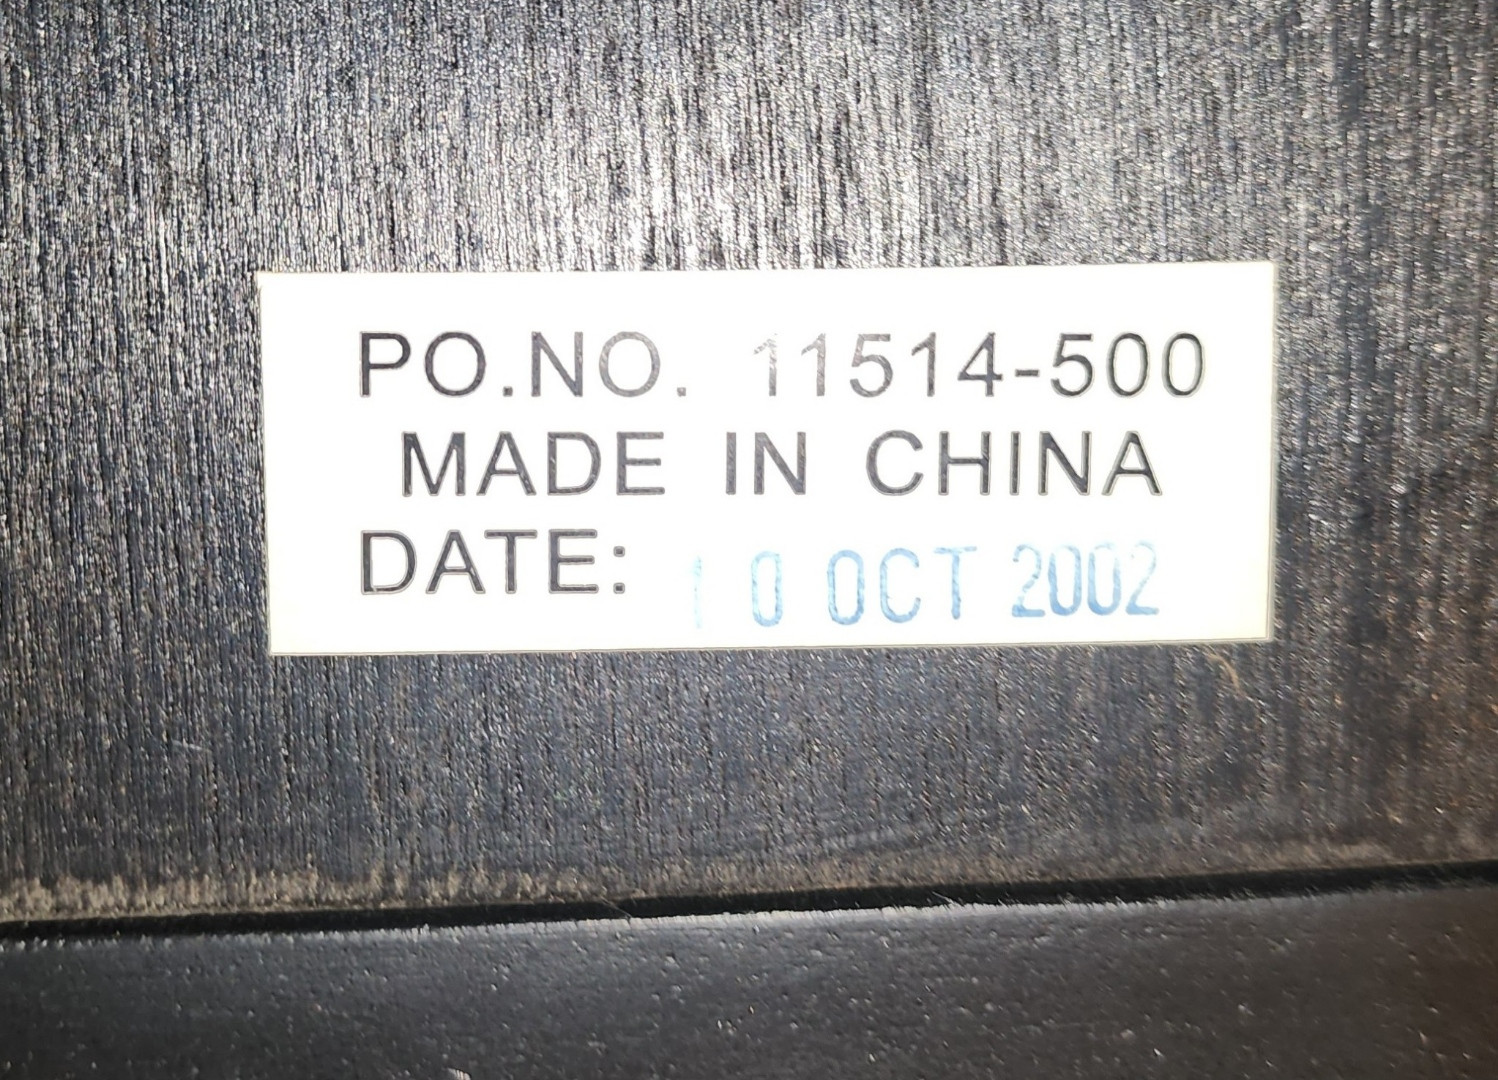 PO.NO. 11514-500
MADE IN CHINA
DATE: 10 OCT 2002